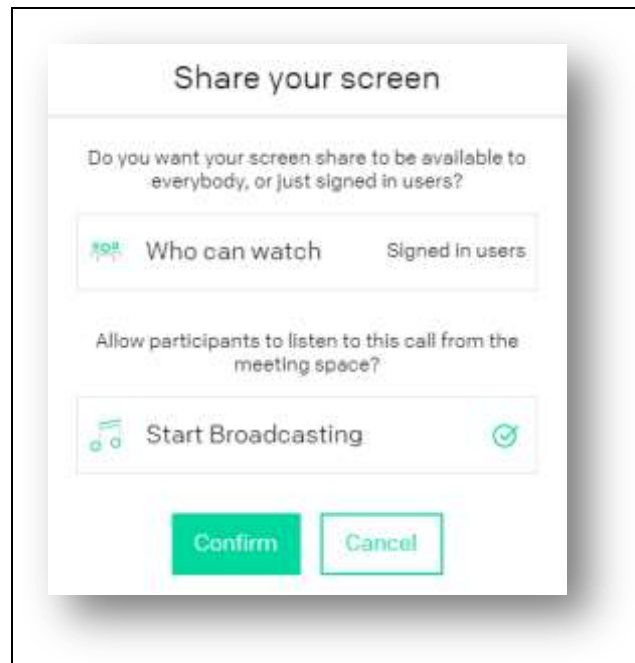 Share your screen
Do you want your screen share to be available to
everybody, or just signed in users?
Who can watch Signed in users
Allow participants to listen to this call from the
meeting space?
Start Broadcasting
Confirm Cancel